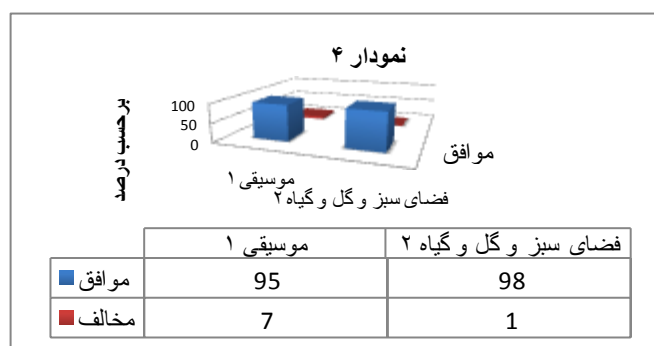 نمودار ۴
برحسب درصد
100
50
0
موافق
موسیقی ۱
فضای سبز و گل و گیاه ۲
موسیقی ۱ فضای سبز و گل و گیاه ۲
موافق 95 98
مخالف 7 1